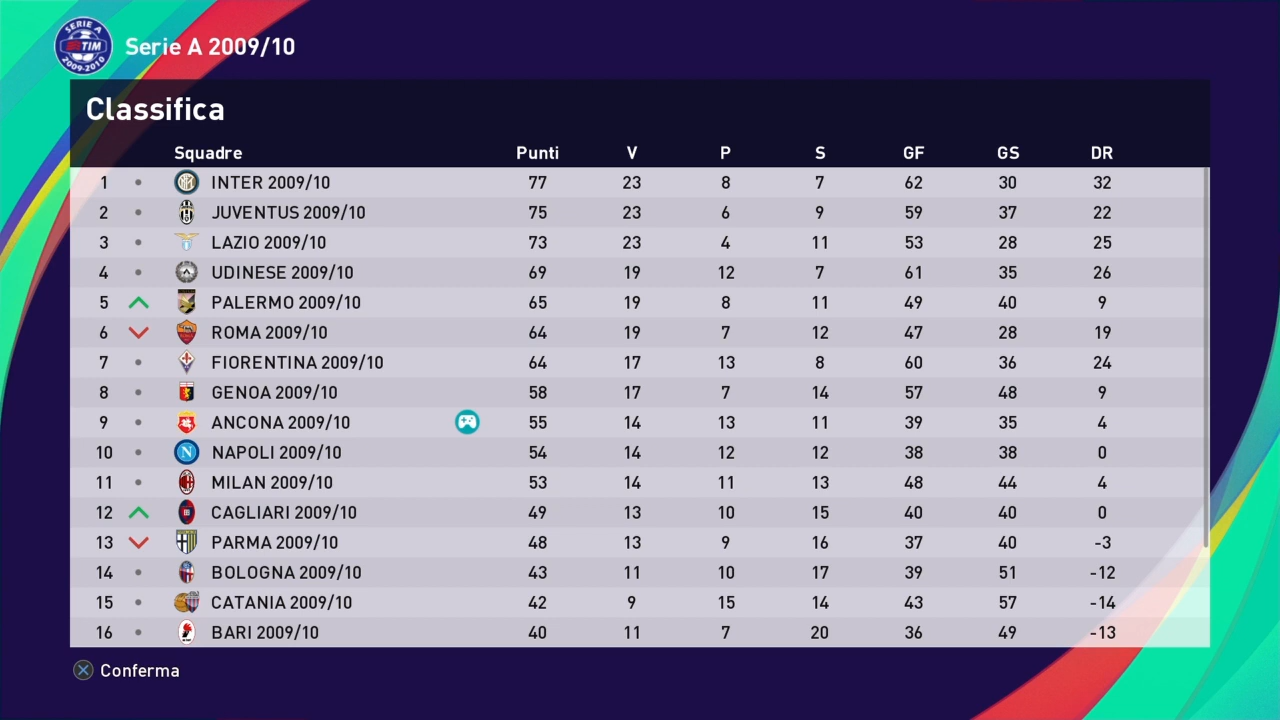 SERIE A
TIM
2009-2010
Serie A 2009/10
Classifica
Squadre Punti V P S GF GS DR
1 INTER 2009/10 77 23 8 7 62 30 32
2 JUVENTUS 2009/10 75 23 6 9 59 37 22
3 LAZIO 2009/10 73 23 4 11 53 28 25
4 UDINESE 2009/10 69 19 12 7 61 35 26
5 PALERMO 2009/10 65 19 8 11 49 40 9
6 ROMA 2009/10 64 19 7 12 47 28 19
7 FIORENTINA 2009/10 64 17 13 8 60 36 24
8 GENOA 2009/10 58 17 7 14 57 48 9
9 ANCONA 2009/10 55 14 13 11 39 35 4
10 NAPOLI 2009/10 54 14 12 12 38 38 0
11 MILAN 2009/10 53 14 11 13 48 44 4
12 CAGLIARI 2009/10 49 13 10 15 40 40 0
13 PARMA 2009/10 48 13 9 16 37 40 -3
14 BOLOGNA 2009/10 43 11 10 17 39 51 -12
15 CATANIA 2009/10 42 9 15 14 43 57 -14
16 BARI 2009/10 40 11 7 20 36 49 -13
Conferma